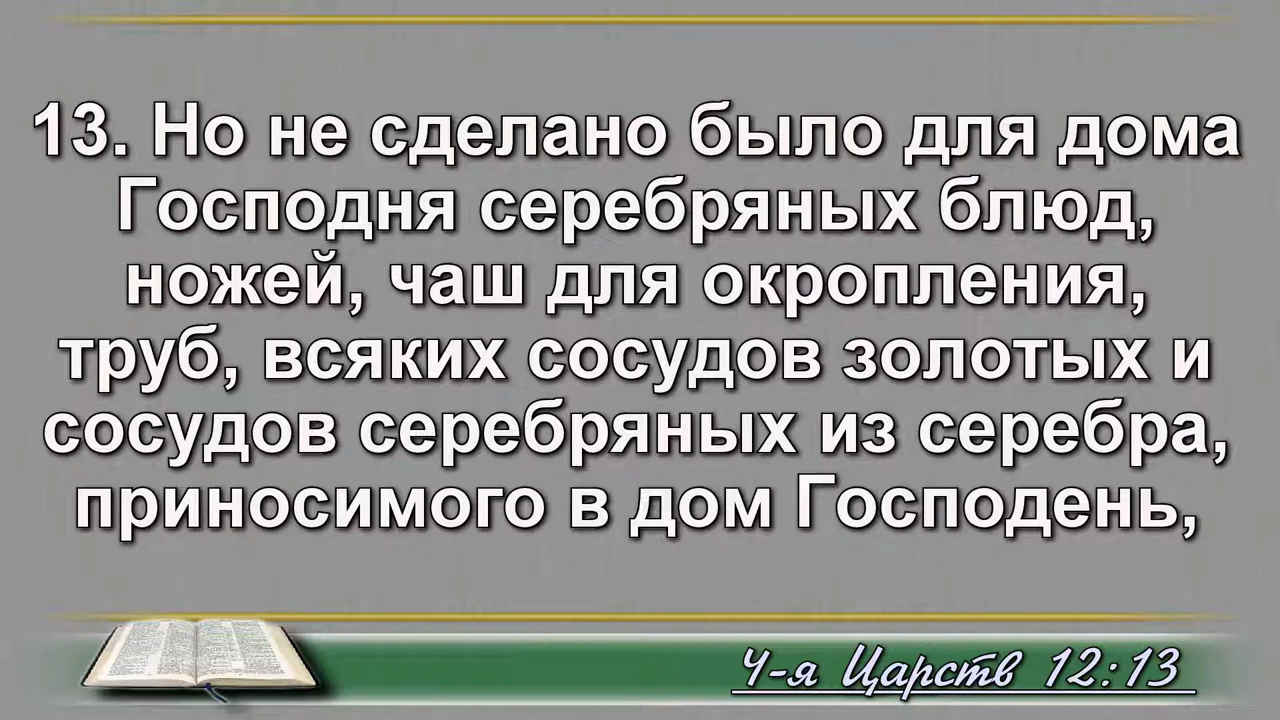 13. Но не сделано было для дома
Господня серебряных блюд,
ножей, чаш для окропления,
труб, всяких сосудов золотых и
сосудов серебряных из серебра,
приносимого в дом Господень,
4-я Царств 12:13